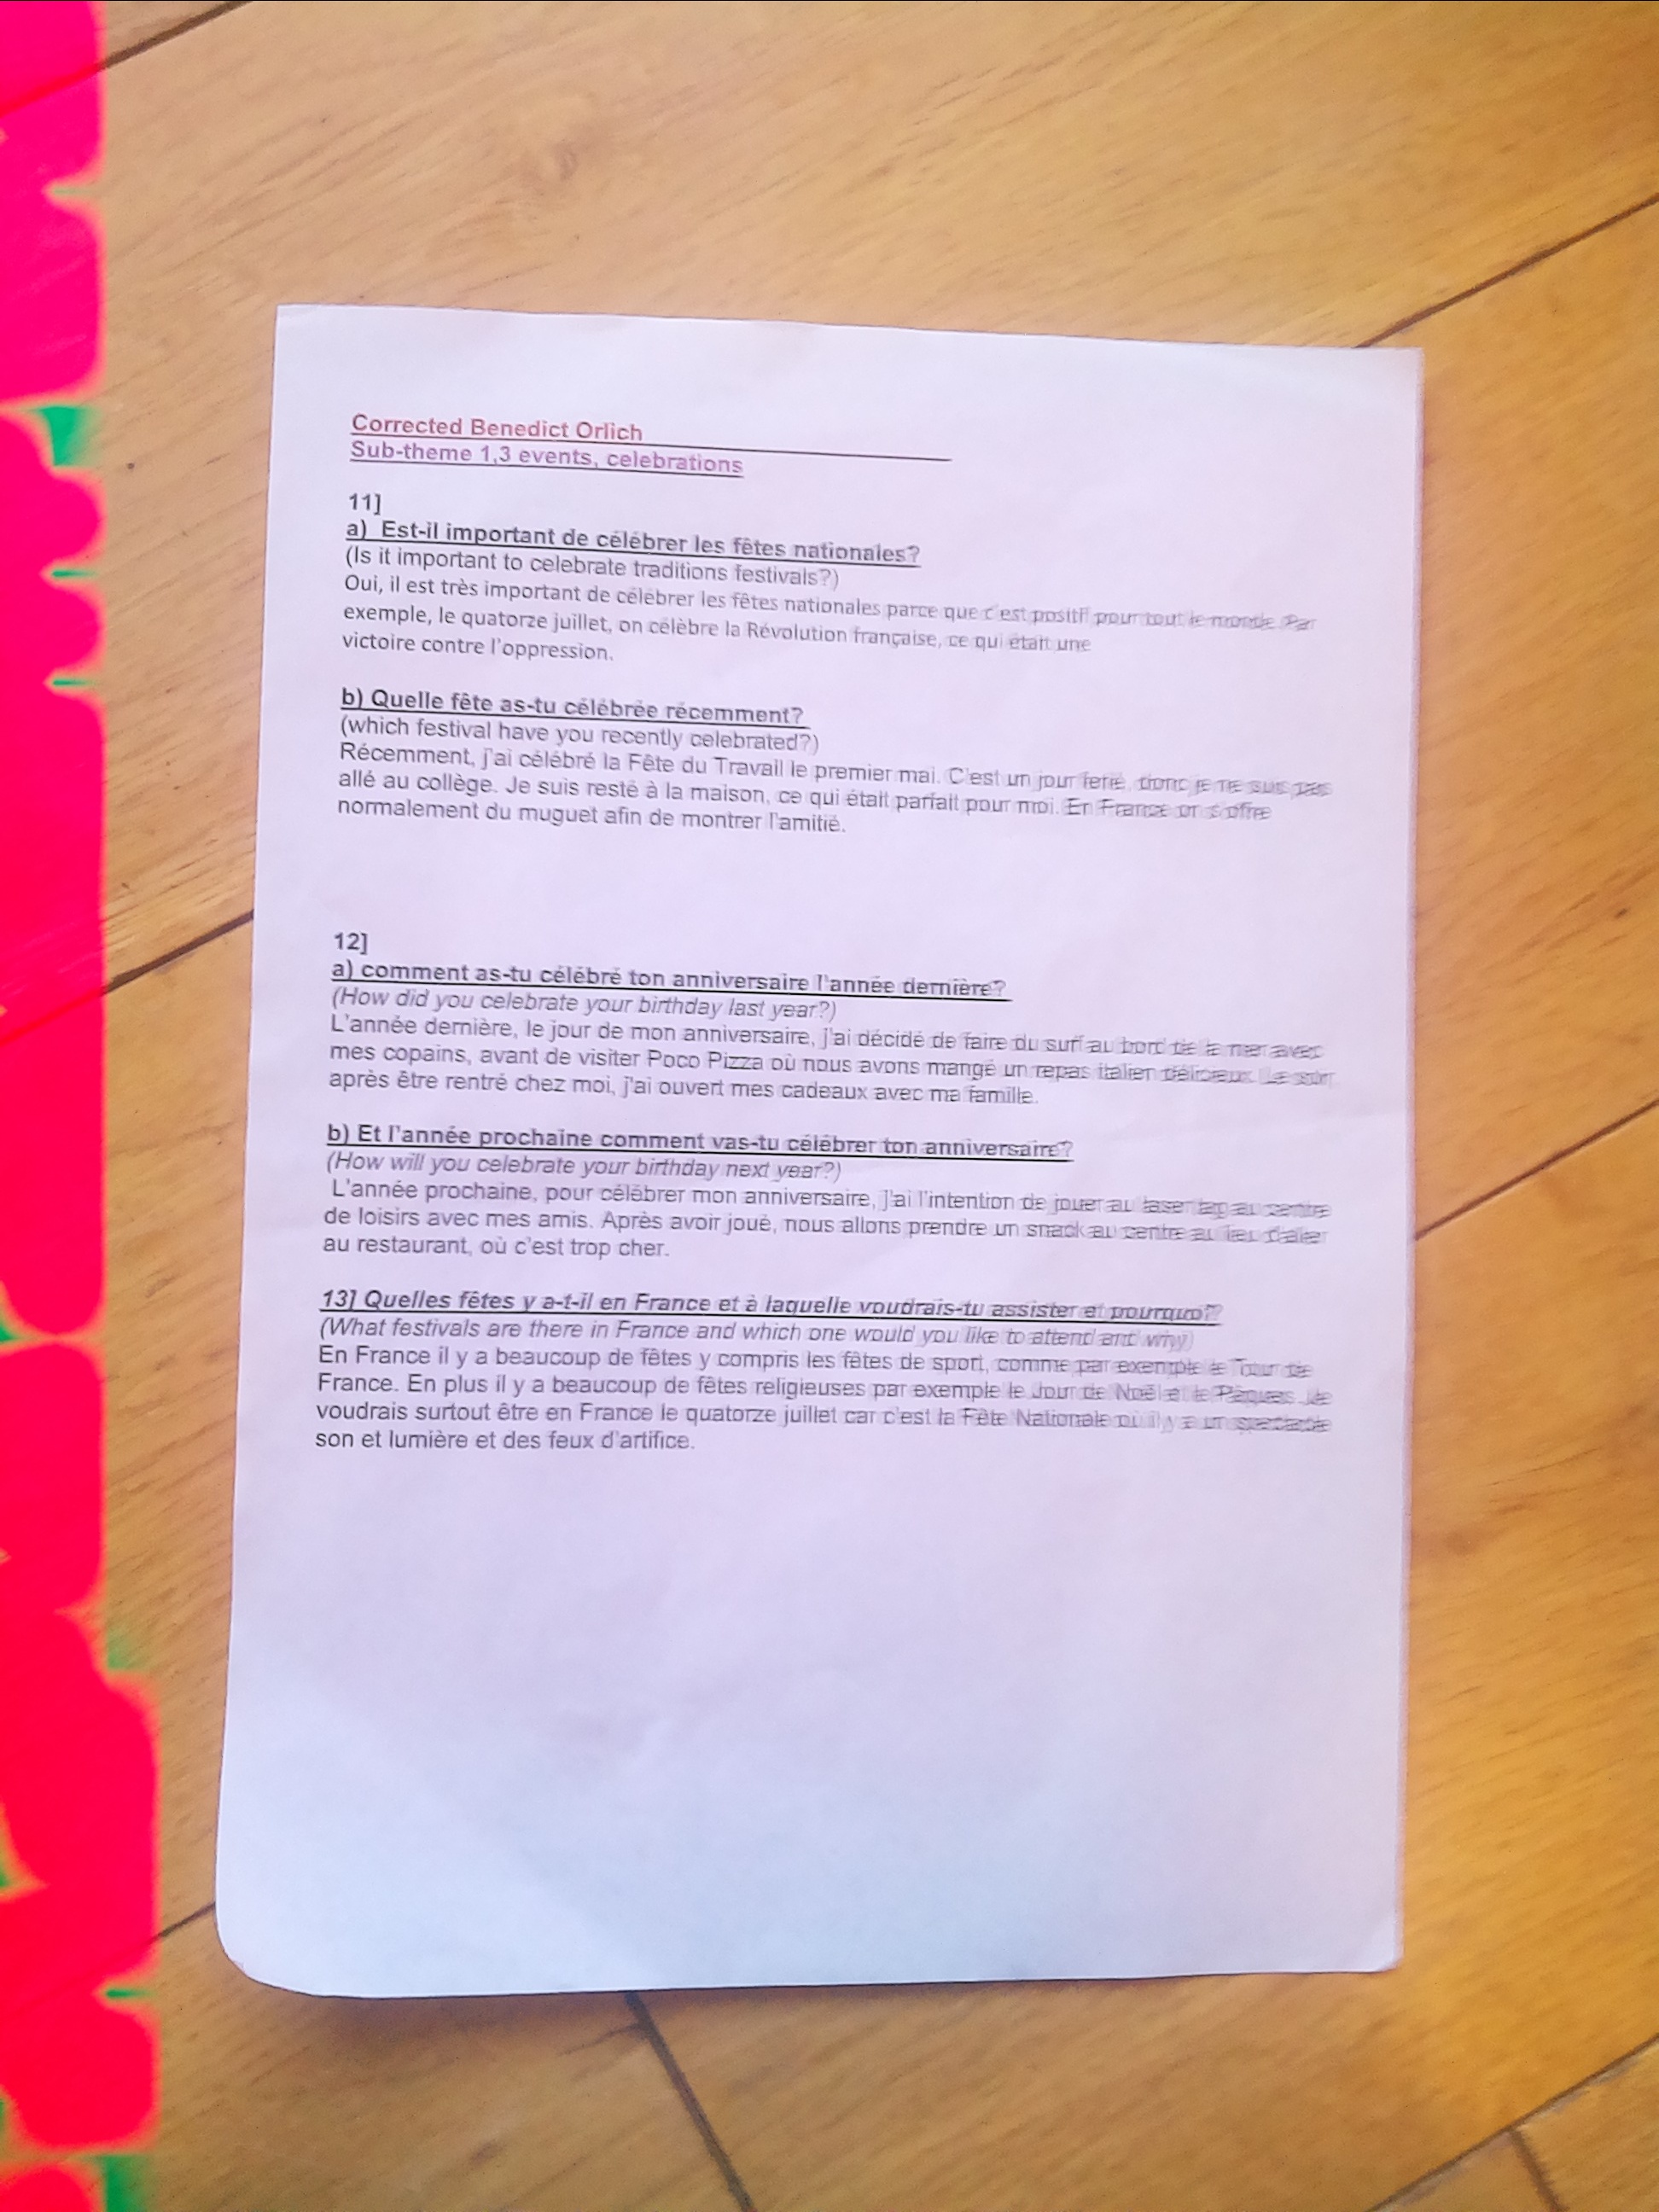 Corrected Benedict Orlich
Sub-theme 1,3 events, celebrations
11]
a) Est-il important de célébrer les fêtes nationales?
(Is it important to celebrate traditions festivals?)
Oui, il est très important de célébrer les fêtes nationales parce que c'est positif pour tout le monde. Par
exemple, le quatorze juillet, on célèbre la Révolution française, ce qui était une
victoire contre l'oppression.
b) Quelle fête as-tu célébrée récemment?
(which festival have you recently celebrated?)
Récemment, j'ai célébré la Fête du Travail le premier mai. C'est un jour ferié, donc je ne suis pas
allé au collège. Je suis resté à la maison, ce qui était parfait pour moi. En France on s'offre
normalement du muguet afin de montrer l'amitié.
12]
a) comment as-tu célébré ton anniversaire l'année dernière?
(How did you celebrate your birthday last year?)
L'année dernière, le jour de mon anniversaire, j'ai décidé de faire du surf au bord de la mer avec
mes copains, avant de visiter Poco Pizza où nous avons mangé un repas italien délicieux. Le soir
après être rentré chez moi, j'ai ouvert mes cadeaux avec ma famille.
b) Et l'année prochaine comment vas-tu célébrer ton anniversaire?
(How will you celebrate your birthday next year?)
L'année prochaine, pour célébrer mon anniversaire, j'ai l'intention de jouer au laser tag au centre
de loisirs avec mes amis. Après avoir joué, nous allons prendre un snack au centre au lieu d'aller
au restaurant, où c'est trop cher.
13] Quelles fêtes y a-t-il en France et à laquelle voudrais-tu assister et pourquoi?
(What festivals are there in France and which one would you like to attend and why)
En France il y a beaucoup de fêtes y compris les fêtes de sport, comme par exemple le Tour de
France. En plus il y a beaucoup de fêtes religieuses par exemple le Jour de Noël et le Pâques. Je
voudrais surtout être en France le quatorze juillet car c'est la Fête Nationale où il y a un spectacle
son et lumière et des feux d'artifice.